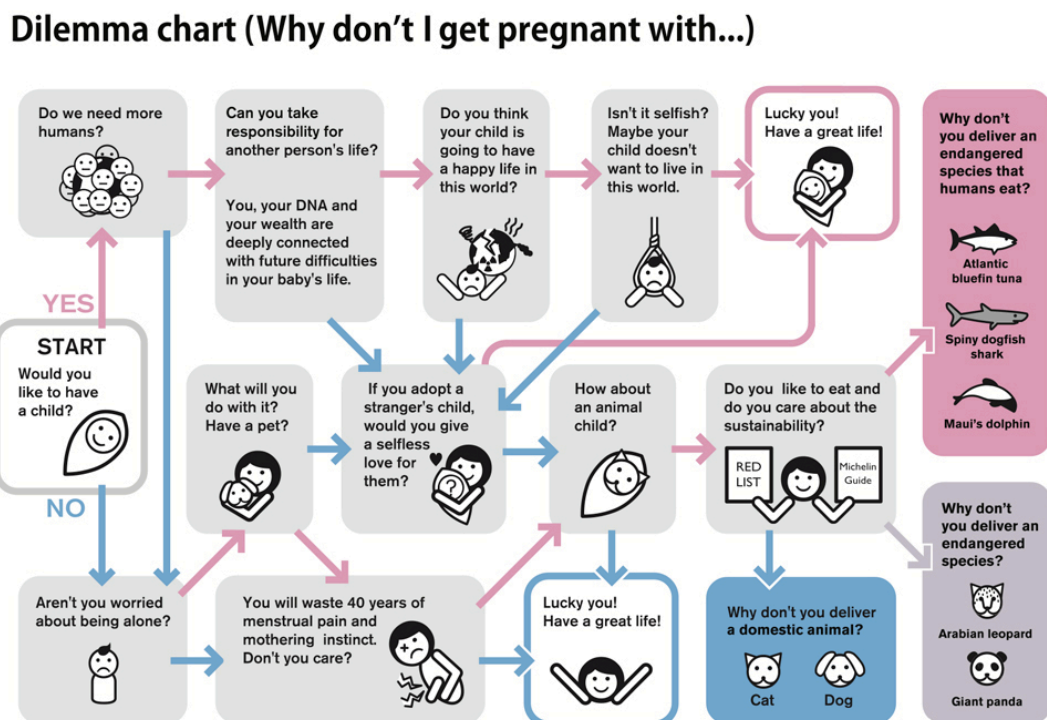 Dilemma chart (Why don't I get pregnant with...)
Do we need more
humans?
Can you take
responsibility for
another person's life?
You, your DNA and
your wealth are
deeply connected
with future difficulties
in your baby's life.
Do you think
your child is
going to have
a happy life in
this world?
Isn't it selfish?
Maybe your
child doesn't
want to live in
this world.
Lucky you!
Have a great life!
Why don't
you deliver an
endangered
species that
humans eat?
Atlantic
bluefin tuna
Spiny dogfish
shark
Maui's dolphin
YES
START
Would you
like to have
a child?
NO
What will you
do with it?
Have a pet?
If you adopt a
stranger's child,
would you give
a selfless
love for
them?
?
How about
an animal
child?
Do you like to eat and
do you care about the
sustainability?
RED
LIST
Michelin
Guide
Why don't
you deliver an
endangered
species?
Arabian leopard
Giant panda
Aren't you worried
about being alone?
You will waste 40 years of
menstrual pain and
mothering instinct.
Don't you care?
Lucky you!
Have a great life!
Why don't you deliver
a domestic animal?
Cat
Dog